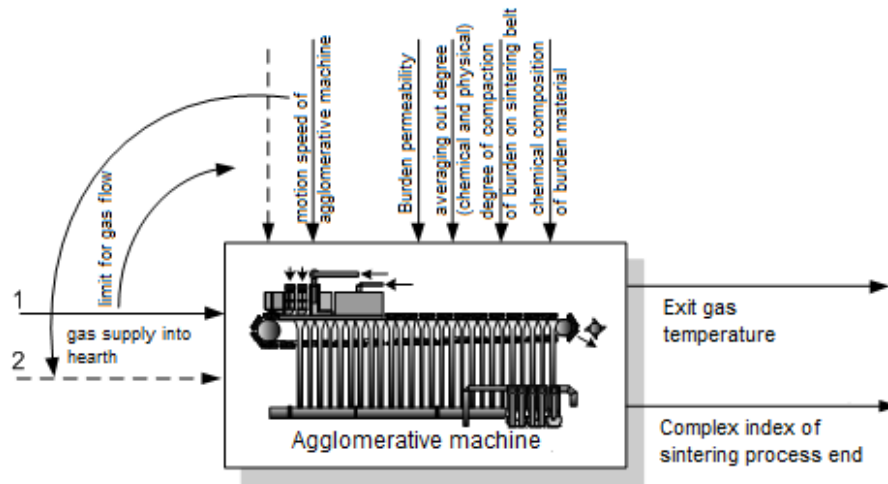 motion speed of
agglomerative machine
Burden permeability
averaging out degree
(chemical and physical)
degree of compaction
of burden on sintering belt
chemical composition
of burden material
limit for gas flow
1
gas supply into
hearth
2
Exit gas
temperature
Complex index of
sintering process end
Agglomerative machine